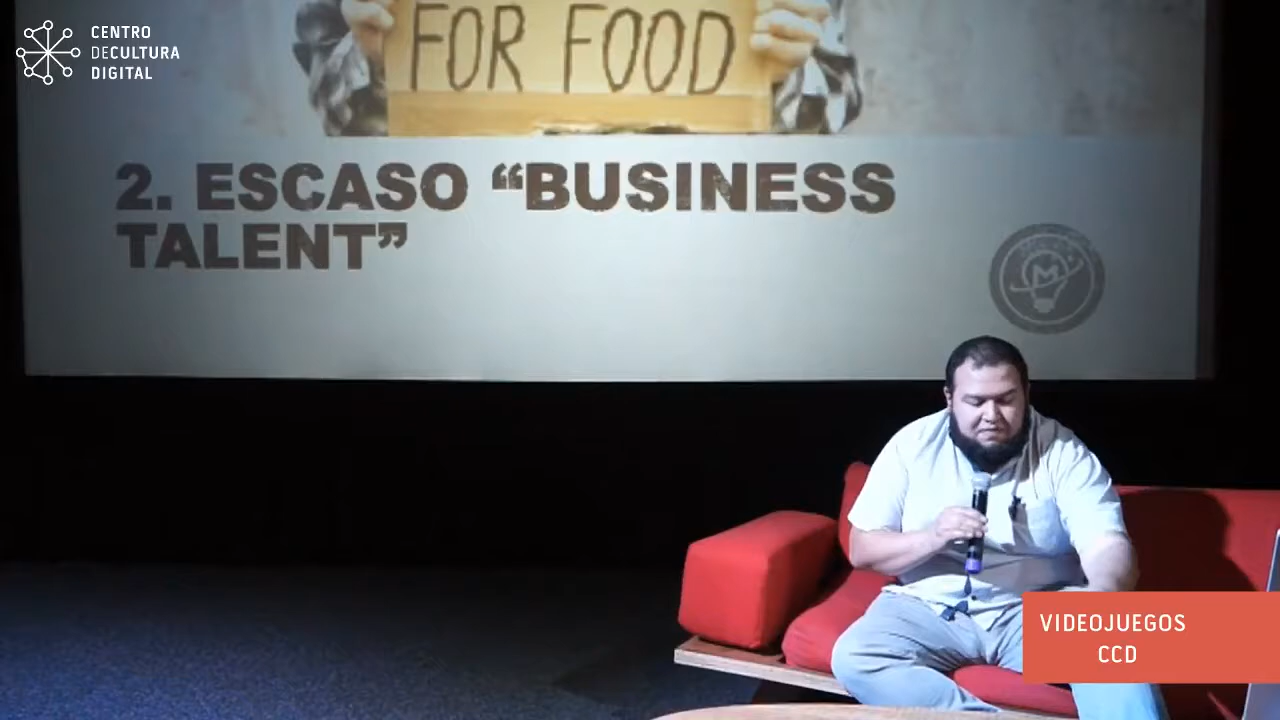 CENTRO
DECULTURA
DIGITAL
FOR FOOD
2. ESCASO “BUSINESS
TALENT”
M
VIDEOJUEGOS
CCD